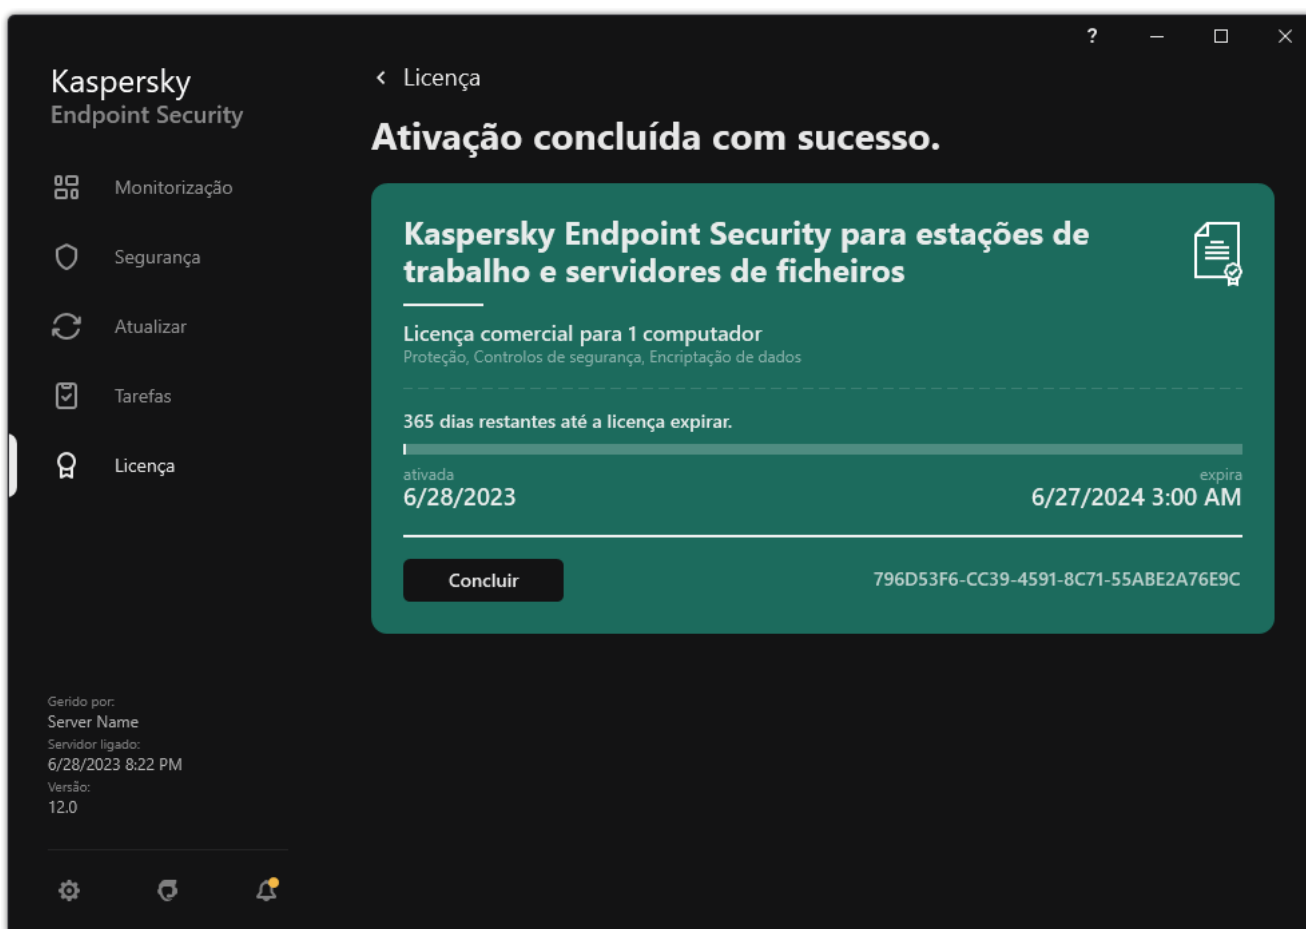 ?
Kaspersky
Endpoint Security
Monitorização
Segurança
Atualizar
Tarefas
Licença
Gerido por:
Server Name
Servidor ligado:
6/28/2023 8:22 PM
Versão:
12.0
Licença
Ativação concluída com sucesso.
Kaspersky Endpoint Security para estações de
trabalho e servidores de ficheiros
Licença comercial para 1 computador
Proteção, Controlos de segurança, Encriptação de dados
365 dias restantes até a licença expirar.
ativada
expira
6/28/2023
6/27/2024 3:00 AM
Concluir
796D53F6-CC39-4591-8C71-55ABE2A76E9C